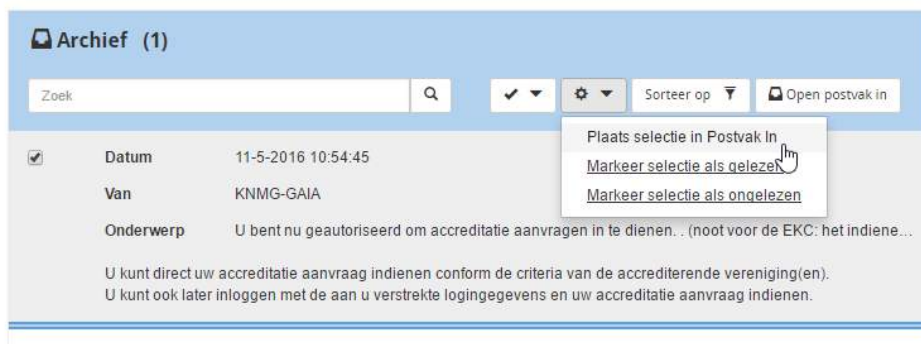 Archief (1)
Zoek
Sorteer op
Open postvak in
Plaats selectie in Postvak In
Markeer selectie als gelezen
Markeer selectie als ongelezen
Datum 11-5-2016 10:54:45
Van KNMG-GAIA
Onderwerp U bent nu geautoriseerd om accreditatie aanvragen in te dienen. . (noot voor de EKC: het indiene…
U kunt direct uw accreditatie aanvraag indienen conform de criteria van de accrediterende vereniging(en).
U kunt ook later inloggen met de aan u verstrekte logingegevens en uw accreditatie aanvraag indienen.